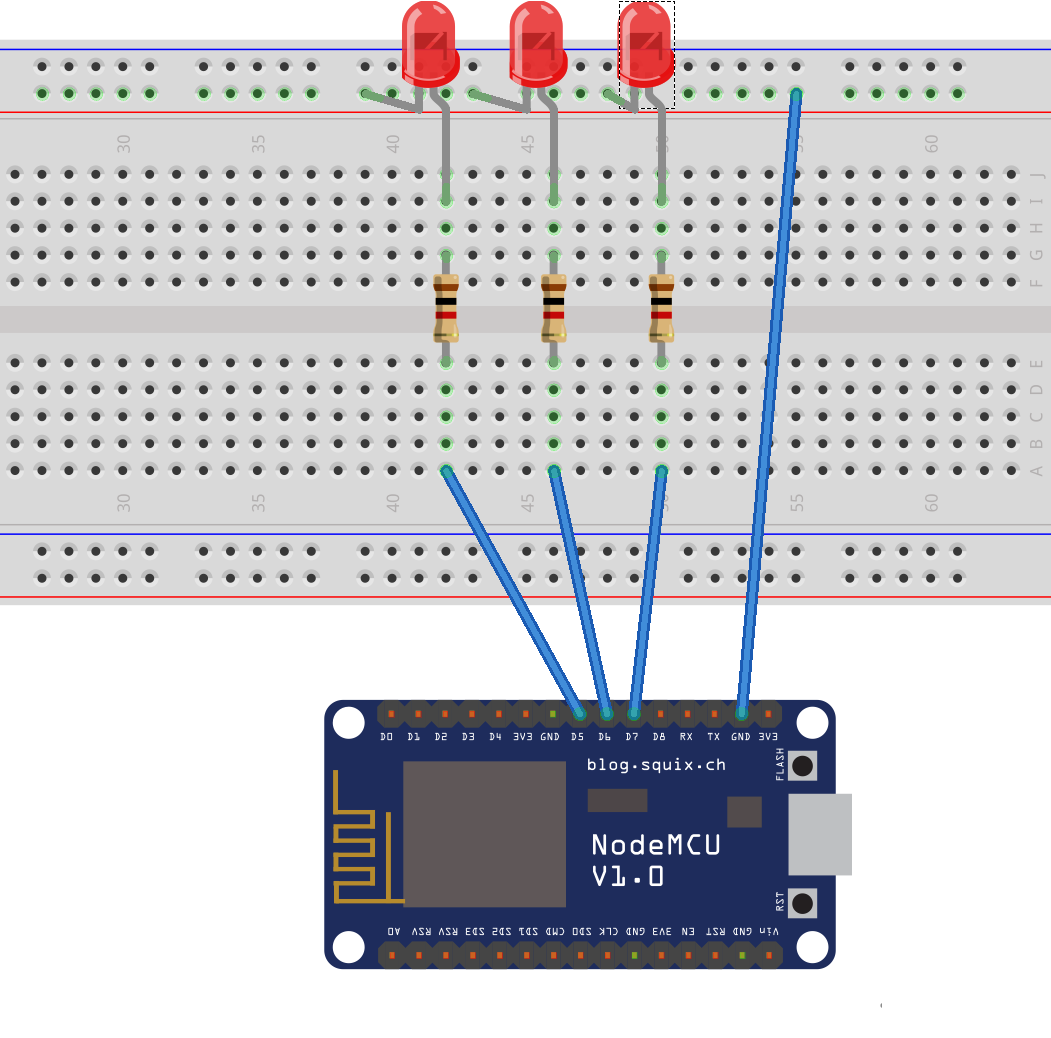 30 35 40 45 50 55 60
J
I
H
G
F
E
D
C
B
A
30 35 40 45 50 55 60
D0 D1 D2 D3 D4 3V3 GND D5 D6 D7 D8 RX TX GND 3V3
blog.squix.ch
FLASH
NodeMCU
V1.0
RST
A0 RSV RSV SD3 SD2 SD1 CMD SD0 CLK GND 3V3 EN RST GND Vin